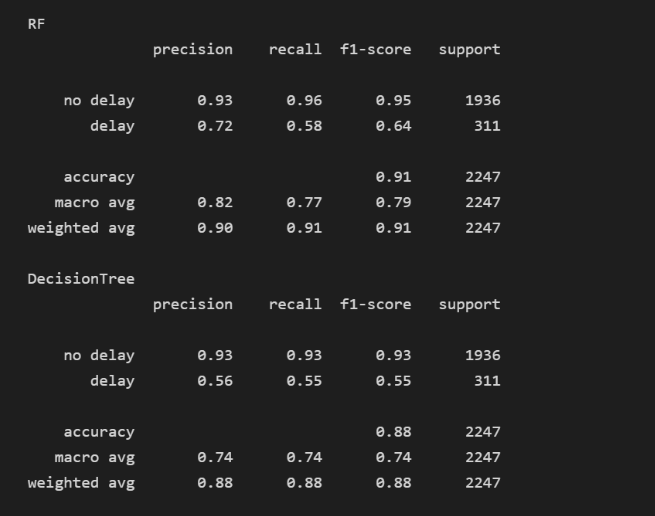 RF
precision recall f1-score support
no delay 0.93 0.96 0.95 1936
delay 0.72 0.58 0.64 311
accuracy 0.91 2247
macro avg 0.82 0.77 0.79 2247
weighted avg 0.90 0.91 0.91 2247
DecisionTree
precision recall f1-score support
no delay 0.93 0.93 0.93 1936
delay 0.56 0.55 0.55 311
accuracy 0.88 2247
macro avg 0.74 0.74 0.74 2247
weighted avg 0.88 0.88 0.88 2247